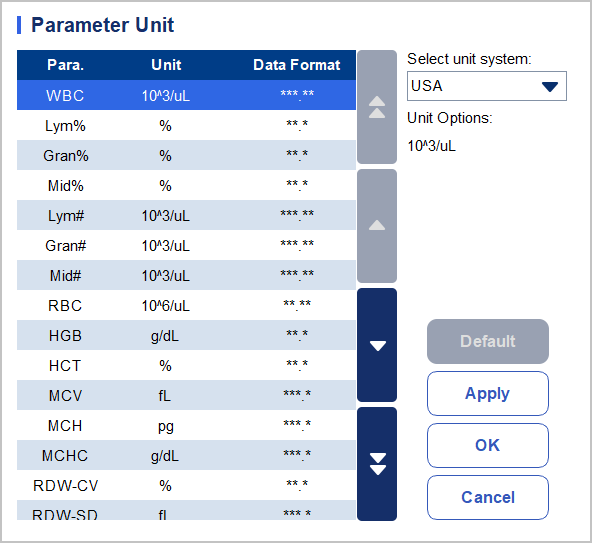 Parameter Unit
Para. Unit Data Format
WBC 10^3/uL ***.**
Lym% % **.*
Gran% % **.*
Mid% % **.*
Lym# 10^3/uL ***.**
Gran# 10^3/uL ***.**
Mid# 10^3/uL ***.**
RBC 10^6/uL **.**
HGB g/dL **.*
HCT % **.*
MCV fL ***.*
MCH pg ***.*
MCHC g/dL ***.*
RDW-CV % **.*
RDW-SD fL ***.*
Select unit system:
USA
Unit Options:
10^3/uL
Default
Apply
OK
Cancel